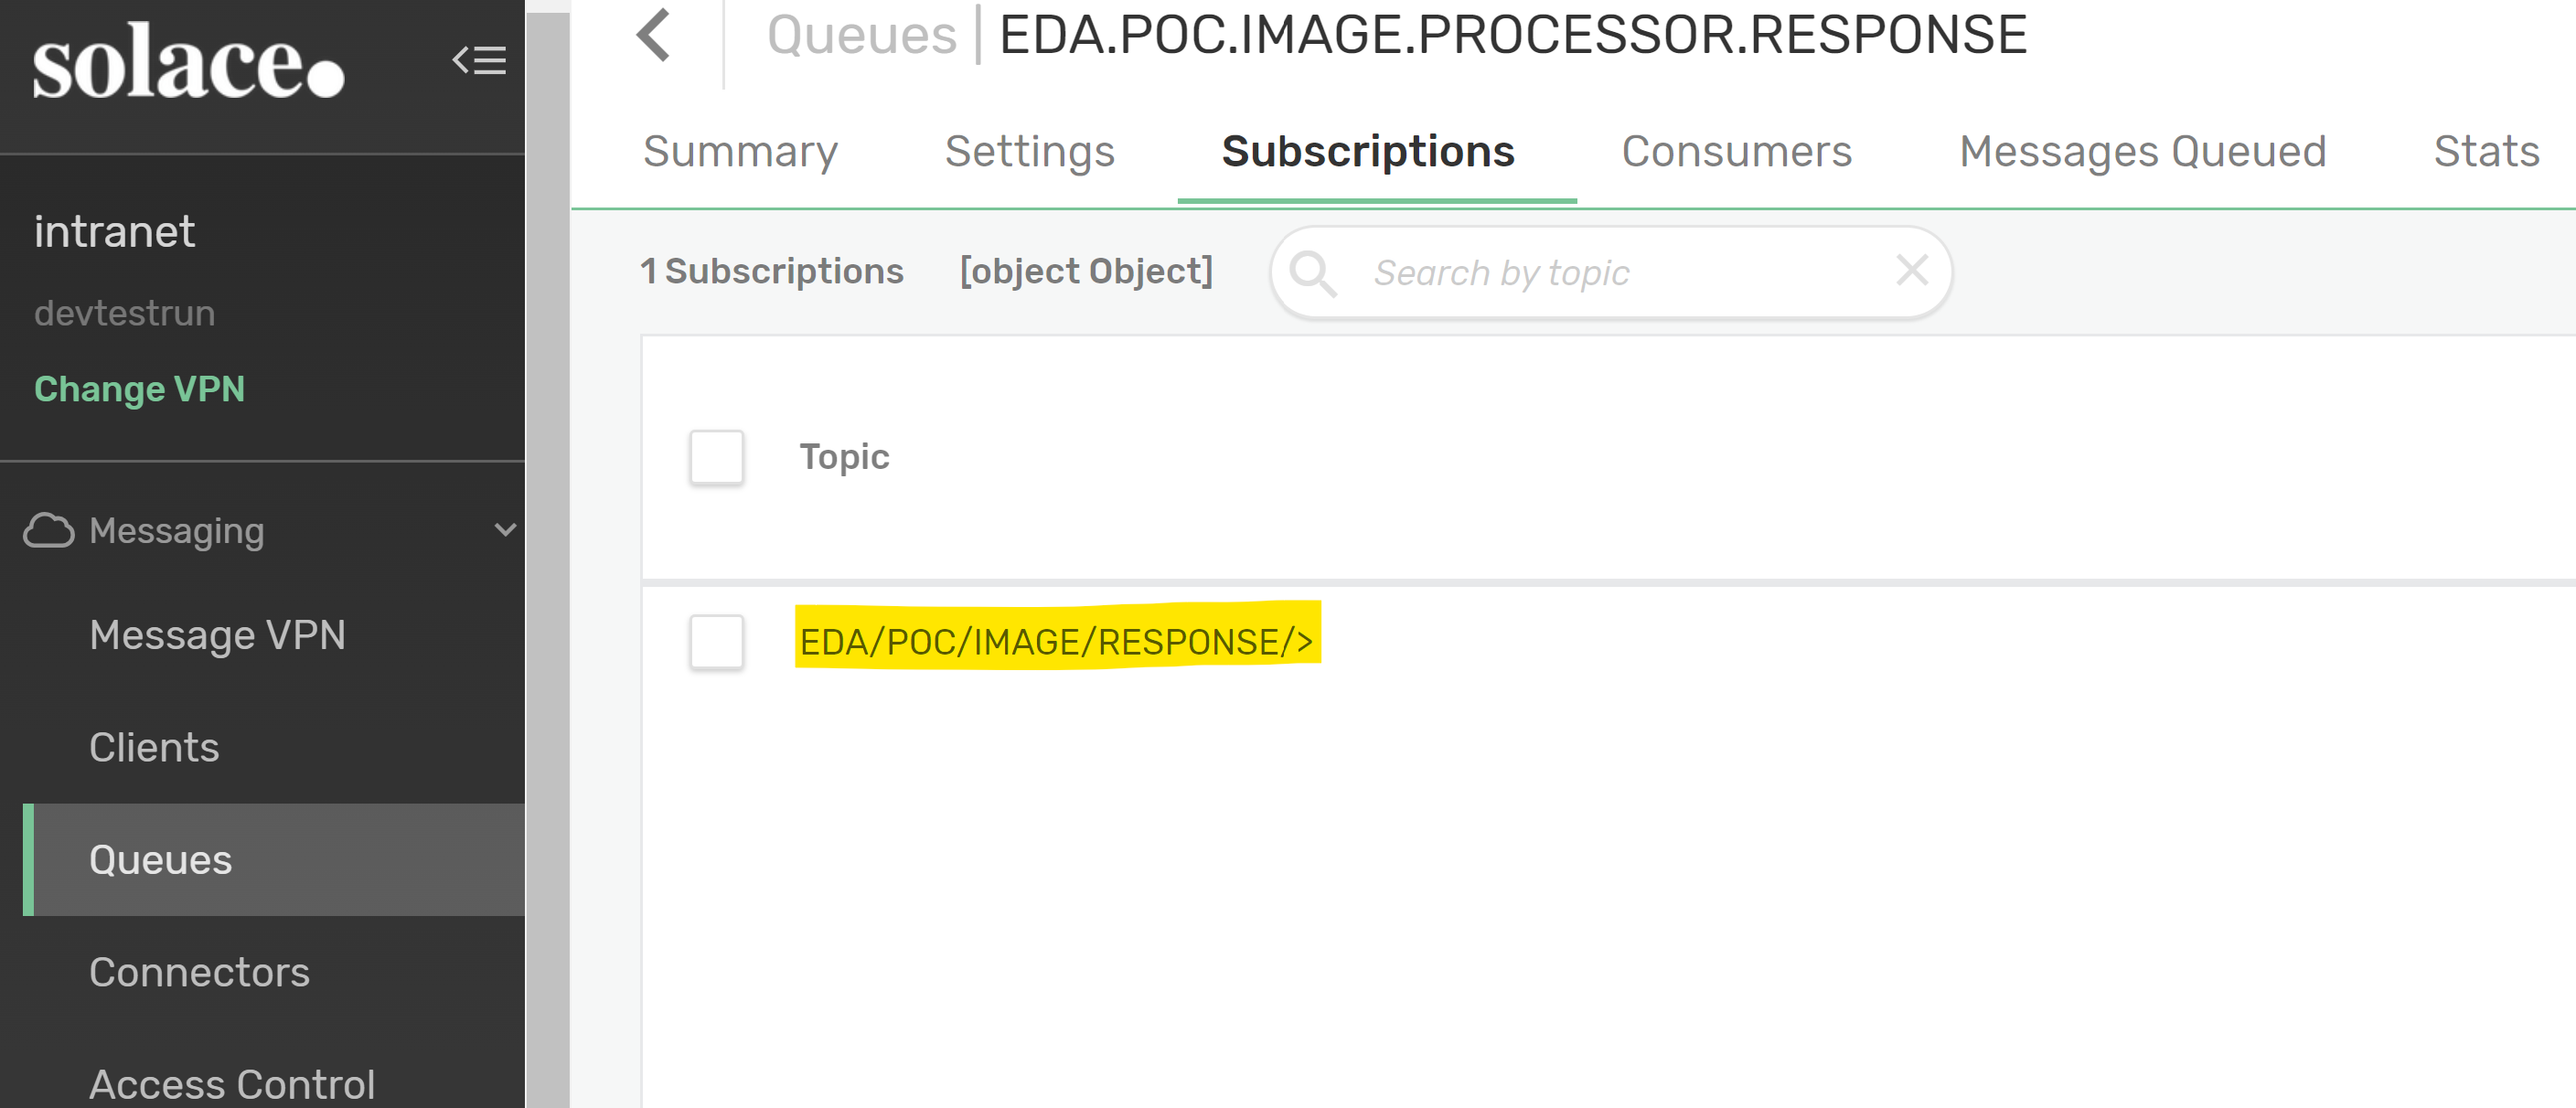 solace.
Queues | EDA.POC.IMAGE.PROCESSOR.RESPONSE
Summary Settings Subscriptions Consumers Messages Queued Stats
intranet
devtestrun
Change VPN
1 Subscriptions [object Object] Search by topic
Topic
EDA/POC/IMAGE/RESPONSE/>
Messaging
Message VPN
Clients
Queues
Connectors
Access Control